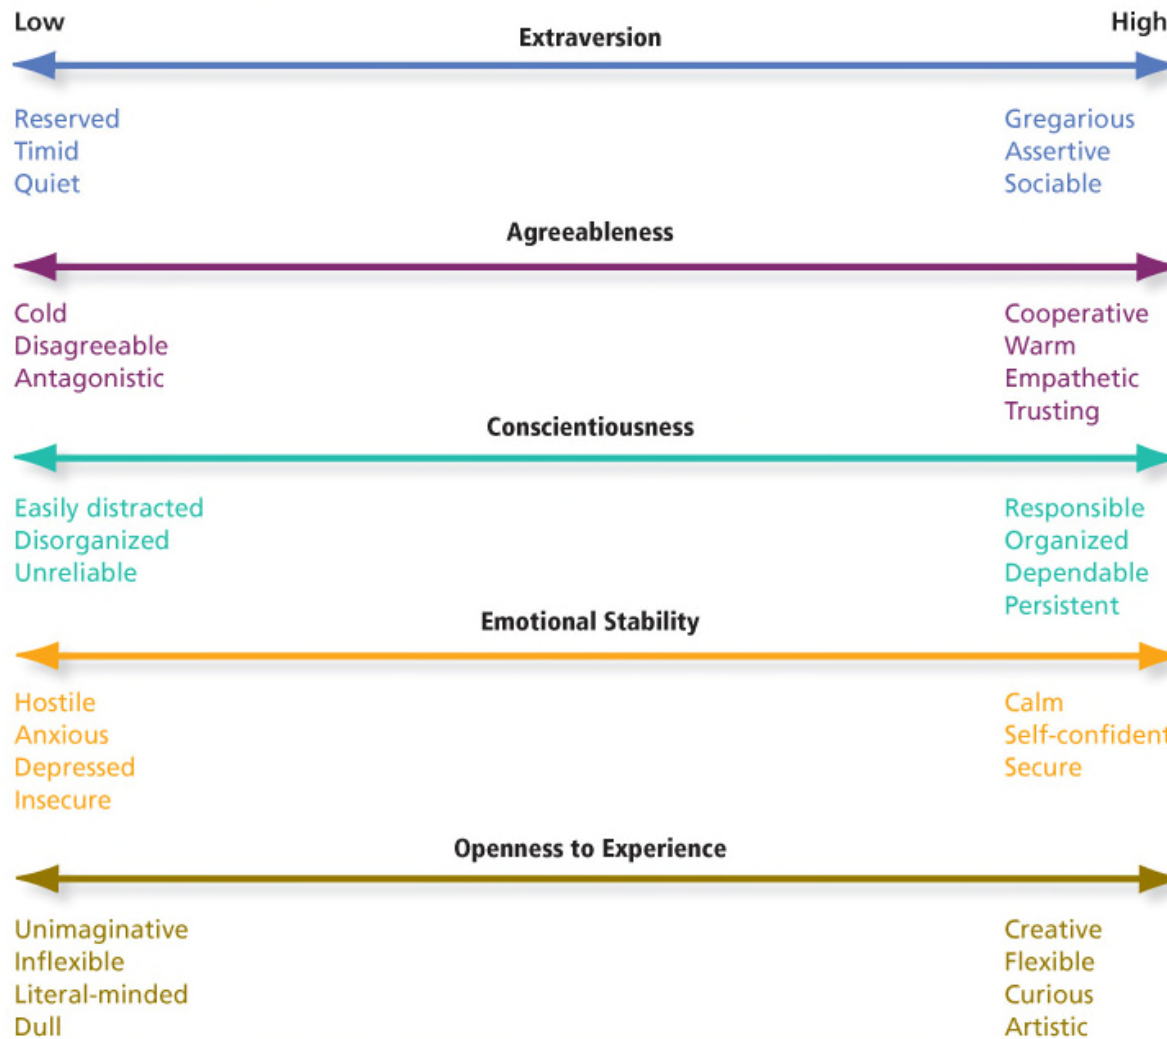 Low
High
Extraversion
Reserved
Timid
Quiet
Gregarious
Assertive
Sociable
Agreeableness
Cold
Disagreeable
Antagonistic
Cooperative
Warm
Empathetic
Trusting
Conscientiousness
Easily distracted
Disorganized
Unreliable
Responsible
Organized
Dependable
Persistent
Emotional Stability
Hostile
Anxious
Depressed
Insecure
Calm
Self-confident
Secure
Openness to Experience
Unimaginative
Inflexible
Literal-minded
Dull
Creative
Flexible
Curious
Artistic